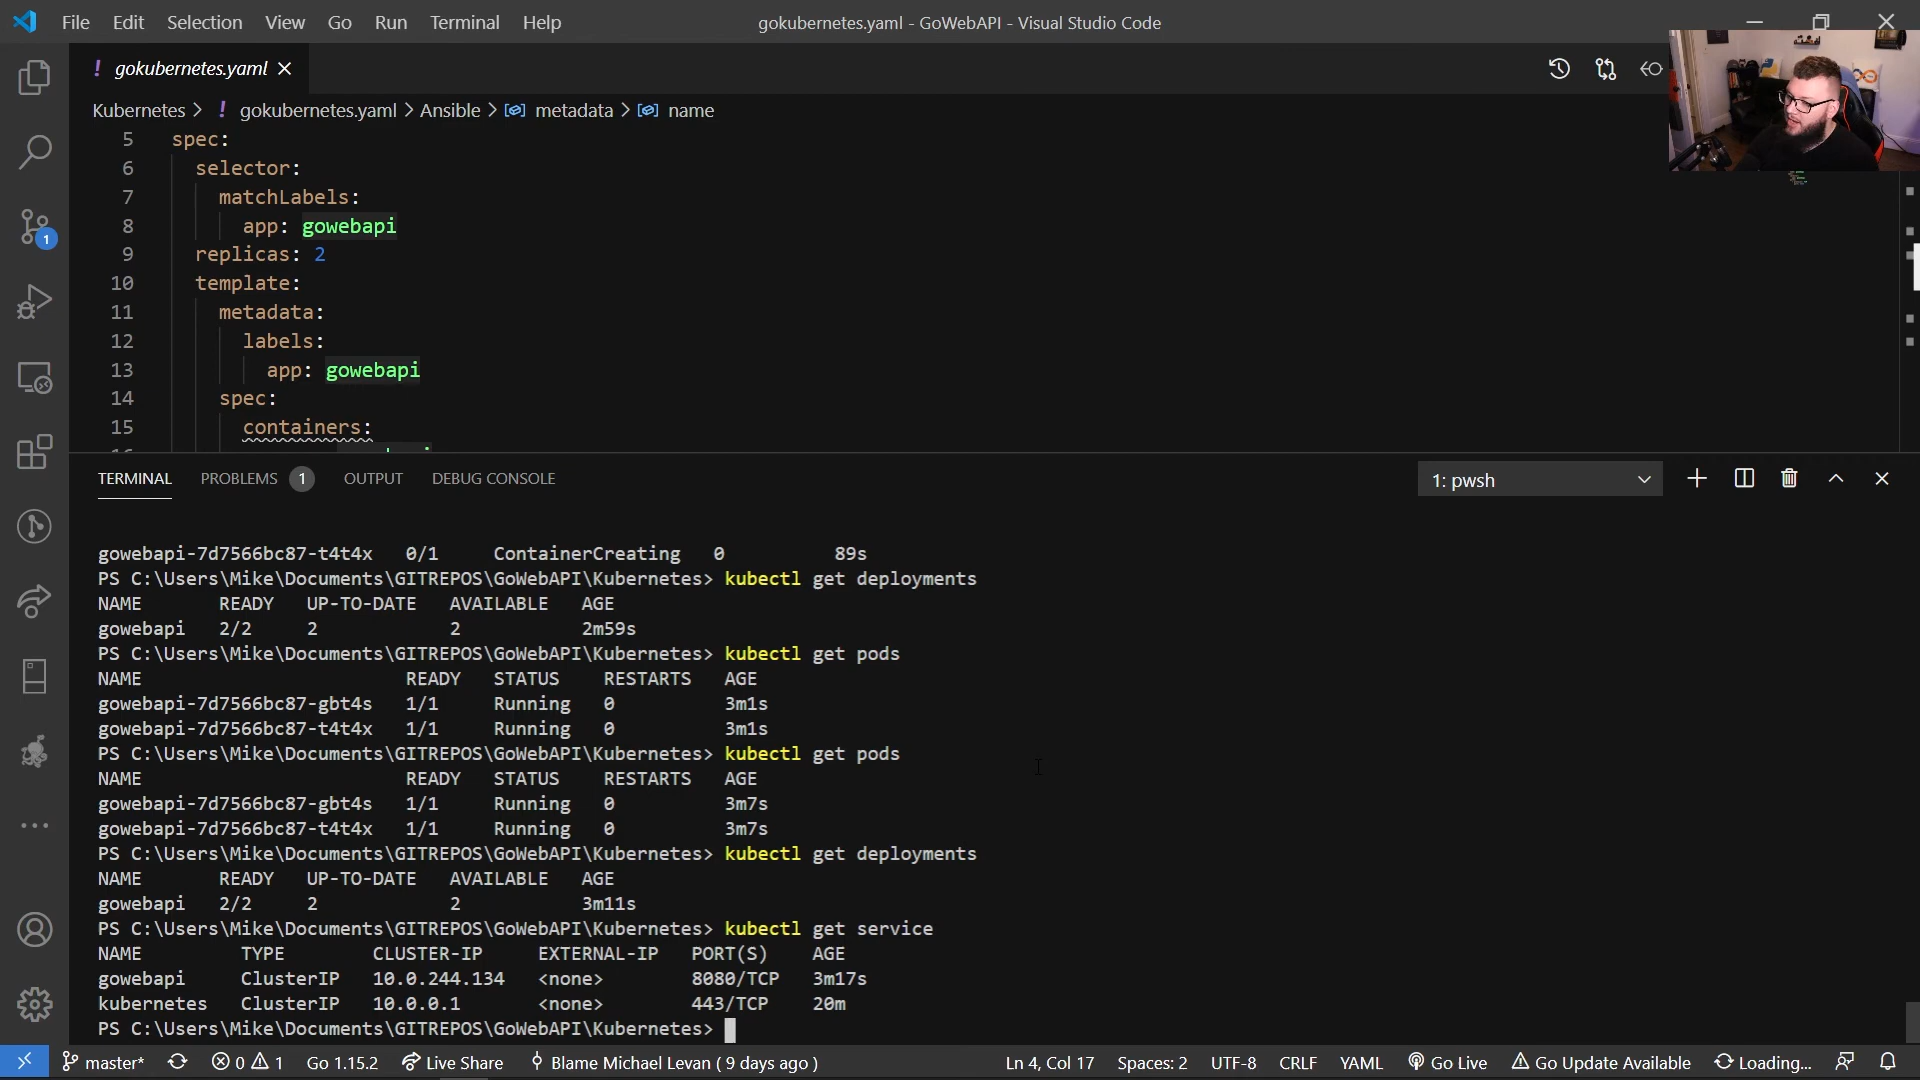 File Edit Selection View Go Run Terminal Help
gokubernetes.yaml - GoWebAPI - Visual Studio Code
! gokubernetes.yaml
Kubernetes > ! gokubernetes.yaml > Ansible > metadata > name
5 spec:
6 selector:
7 matchLabels:
8 app: gowebapi
9 replicas: 2
10 template:
11 metadata:
12 labels:
13 app: gowebapi
14 spec:
15 containers:
1
TERMINAL PROBLEMS 1 OUTPUT DEBUG CONSOLE
1: pwsh
gowebapi-7d7566bc87-t4t4x 0/1 ContainerCreating 0 89s
PS C:\Users\Mike\Documents\GITREPOS\GoWebAPI\Kubernetes> kubectl get deployments
NAME READY UP-TO-DATE AVAILABLE AGE
gowebapi 2/2 2 2 2m59s
PS C:\Users\Mike\Documents\GITREPOS\GoWebAPI\Kubernetes> kubectl get pods
NAME READY STATUS RESTARTS AGE
gowebapi-7d7566bc87-gbt4s 1/1 Running 0 3m1s
gowebapi-7d7566bc87-t4t4x 1/1 Running 0 3m1s
PS C:\Users\Mike\Documents\GITREPOS\GoWebAPI\Kubernetes> kubectl get pods
NAME READY STATUS RESTARTS AGE
gowebapi-7d7566bc87-gbt4s 1/1 Running 0 3m7s
gowebapi-7d7566bc87-t4t4x 1/1 Running 0 3m7s
PS C:\Users\Mike\Documents\GITREPOS\GoWebAPI\Kubernetes> kubectl get deployments
NAME READY UP-TO-DATE AVAILABLE AGE
gowebapi 2/2 2 2 3m11s
PS C:\Users\Mike\Documents\GITREPOS\GoWebAPI\Kubernetes> kubectl get service
NAME TYPE CLUSTER-IP EXTERNAL-IP PORT(S) AGE
gowebapi ClusterIP 10.0.244.134 <none> 8080/TCP 3m17s
kubernetes ClusterIP 10.0.0.1 <none> 443/TCP 20m
PS C:\Users\Mike\Documents\GITREPOS\GoWebAPI\Kubernetes>
master* 0 1 Go 1.15.2 Live Share Blame Michael Levan ( 9 days ago ) Ln 4, Col 17 Spaces: 2 UTF-8 CRLF YAML Go Live Go Update Available Loading...